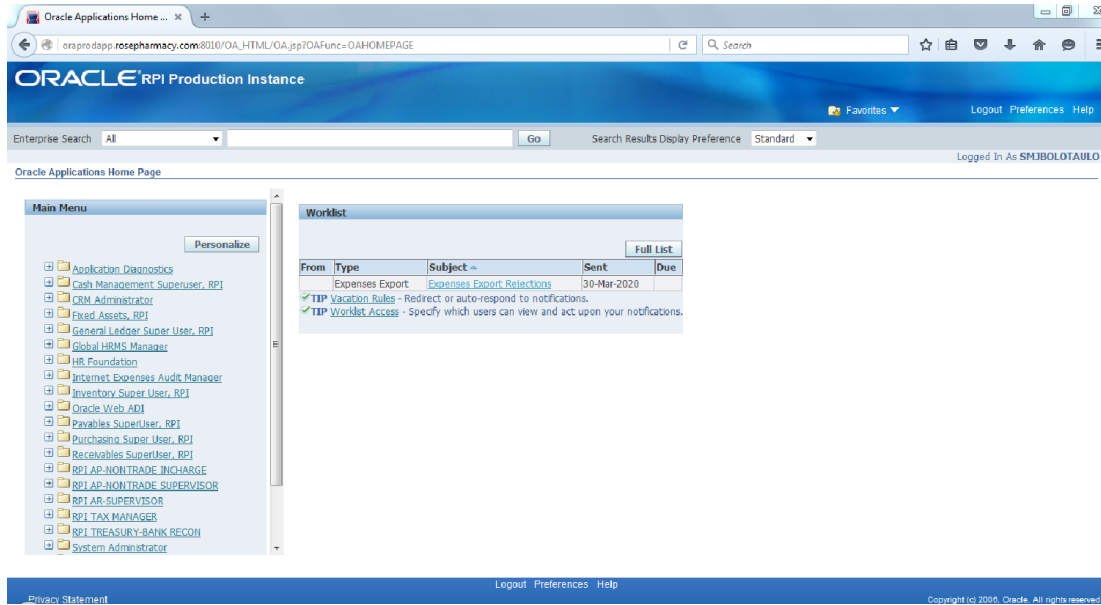 Oracle Applications Home ... × +
oraprodapp.rosepharmacy.com:8010/OA_HTML/OA.jsp?OAFunc=OAHOMEPAGE
Search
ORACLE RPI Production Instance
Favorites
Logout Preferences Help
Enterprise Search All Go Search Results Display Preference Standard
Logged In As SMJBOLOTAULO
Oracle Applications Home Page
Main Menu
Personalize
Application Diagnostics
Cash Management Superuser, RPI
CRM Administrator
Fixed Assets, RPI
General Ledger Super User, RPI
Global HRMS Manager
HR Foundation
Internet Expenses Audit Manager
Inventory Super User, RPI
Oracle Web ADI
Payables SuperUser, RPI
Purchasing Super User, RPI
Receivables SuperUser, RPI
RPI AP-NONTRADE INCHARGE
RPI AP-NONTRADE SUPERVISOR
RPI AR-SUPERVISOR
RPI TAX MANAGER
RPI TREASURY-BANK RECON
System Administrator
Worklist
Full List
From Type Subject Sent Due
Expenses Export Expenses Export Rejections 30-Mar-2020
TIP Vacation Rules - Redirect or auto-respond to notifications.
TIP Worklist Access - Specify which users can view and act upon your notifications.
Logout Preferences Help
Privacy Statement
Copyright (c) 2006, Oracle. All rights reserved